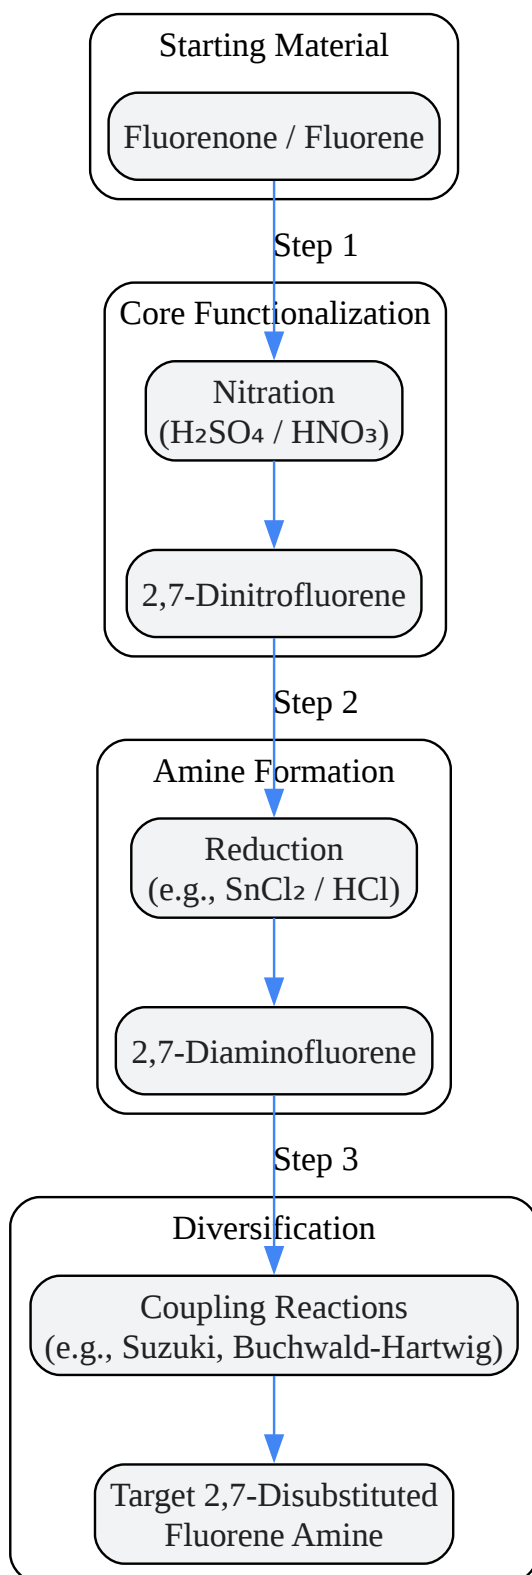 Starting Material
Fluorenone / Fluorene
Step 1
Core Functionalization
Nitration
(H₂SO₄ / HNO₃)
2,7-Dinitrofluorene
Step 2
Amine Formation
Reduction
(e.g., SnCl₂ / HCl)
2,7-Diaminofluorene
Step 3
Diversification
Coupling Reactions
(e.g., Suzuki, Buchwald-Hartwig)
Target 2,7-Disubstituted
Fluorene Amine